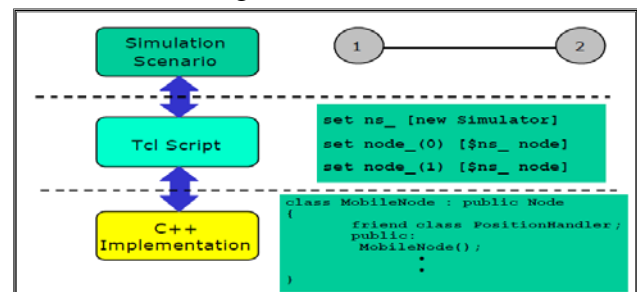 Simulation
Scenario
1
2
Tcl Script
set ns_ [new Simulator]
set node_(0) [$ns_ node]
set node_(1) [$ns_ node]
C++
Implementation
class MobileNode : public Node
{
friend class PositionHandler;
public:
MobileNode();
•
•
}